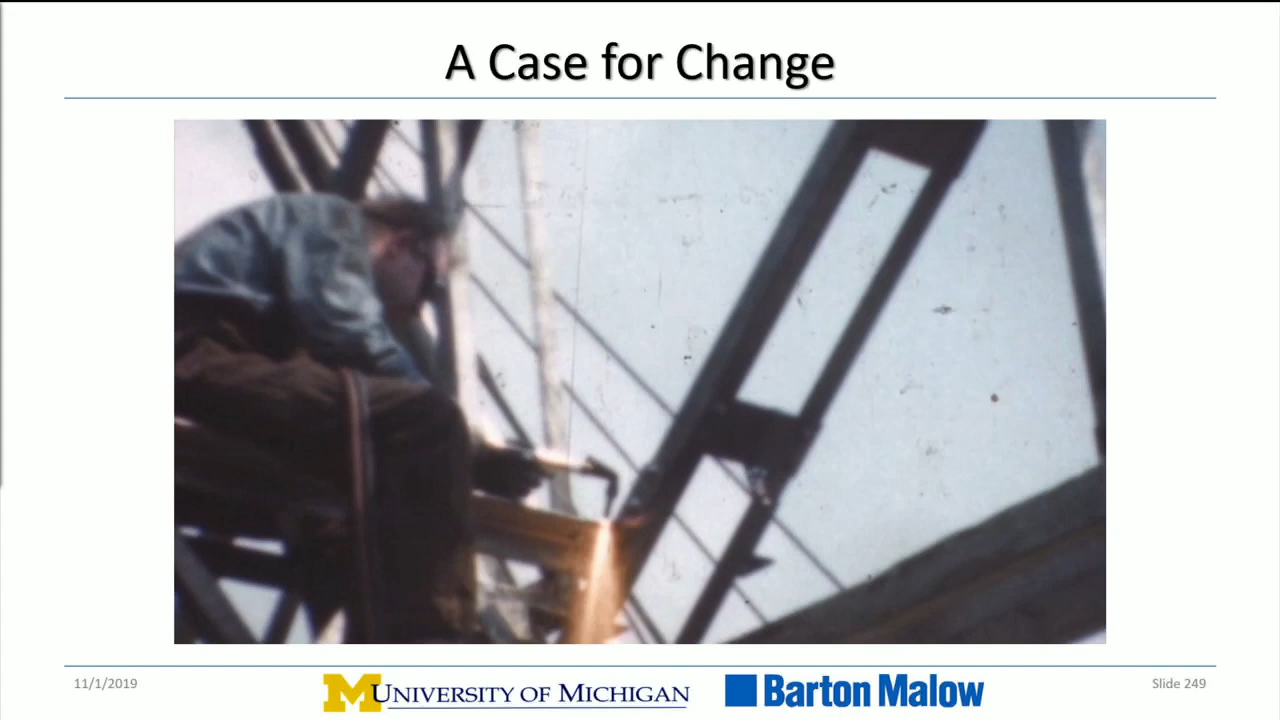 A Case for Change
11/1/2019
M UNIVERSITY OF MICHIGAN
Barton Malow
Slide 249